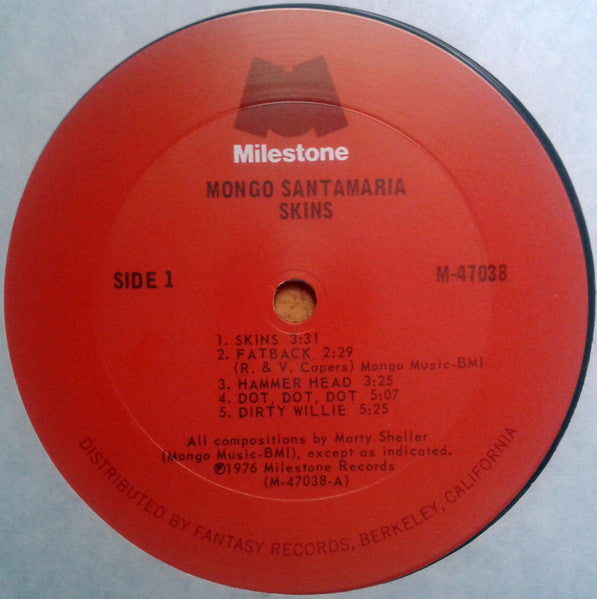 Milestone
MONGO SANTAMARIA
SKINS
SIDE 1
M-47038
1. SKINS 3:31
2. FATBACK 2:29
(R. & V. Capers) Mongo Music-BMI
3. HAMMER HEAD 3:25
4. DOT, DOT, DOT 5:07
5. DIRTY WILLIE 5:25
All compositions by Marty Sheller
(Mongo Music-BMI), except as indicated.
℗1976 Milestone Records
(M-47038-A)
DISTRIBUTED BY FANTASY RECORDS, BERKELEY, CALIFORNIA